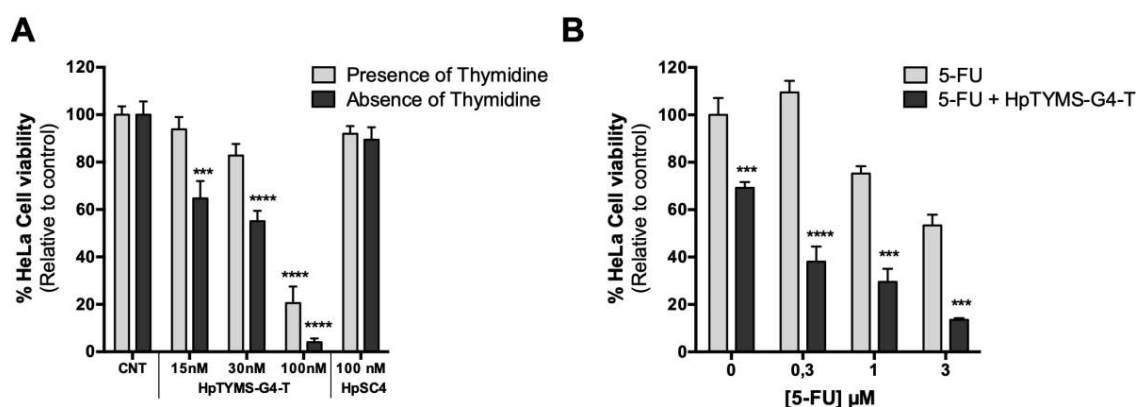 A
% HeLa Cell viability
(Relative to control)
120
100
80
60
40
20
0
Presence of Thymidine
Absence of Thymidine
***
****
****
****
CNT
15nM
30nM
100nM
100 nM
HpTYMS-G4-T
HpSC4
B
% HeLa Cell viability
(Relative to control)
120
100
80
60
40
20
0
5-FU
5-FU + HpTYMS-G4-T
***
****
***
***
0
0,3
1
3
[5-FU] µM